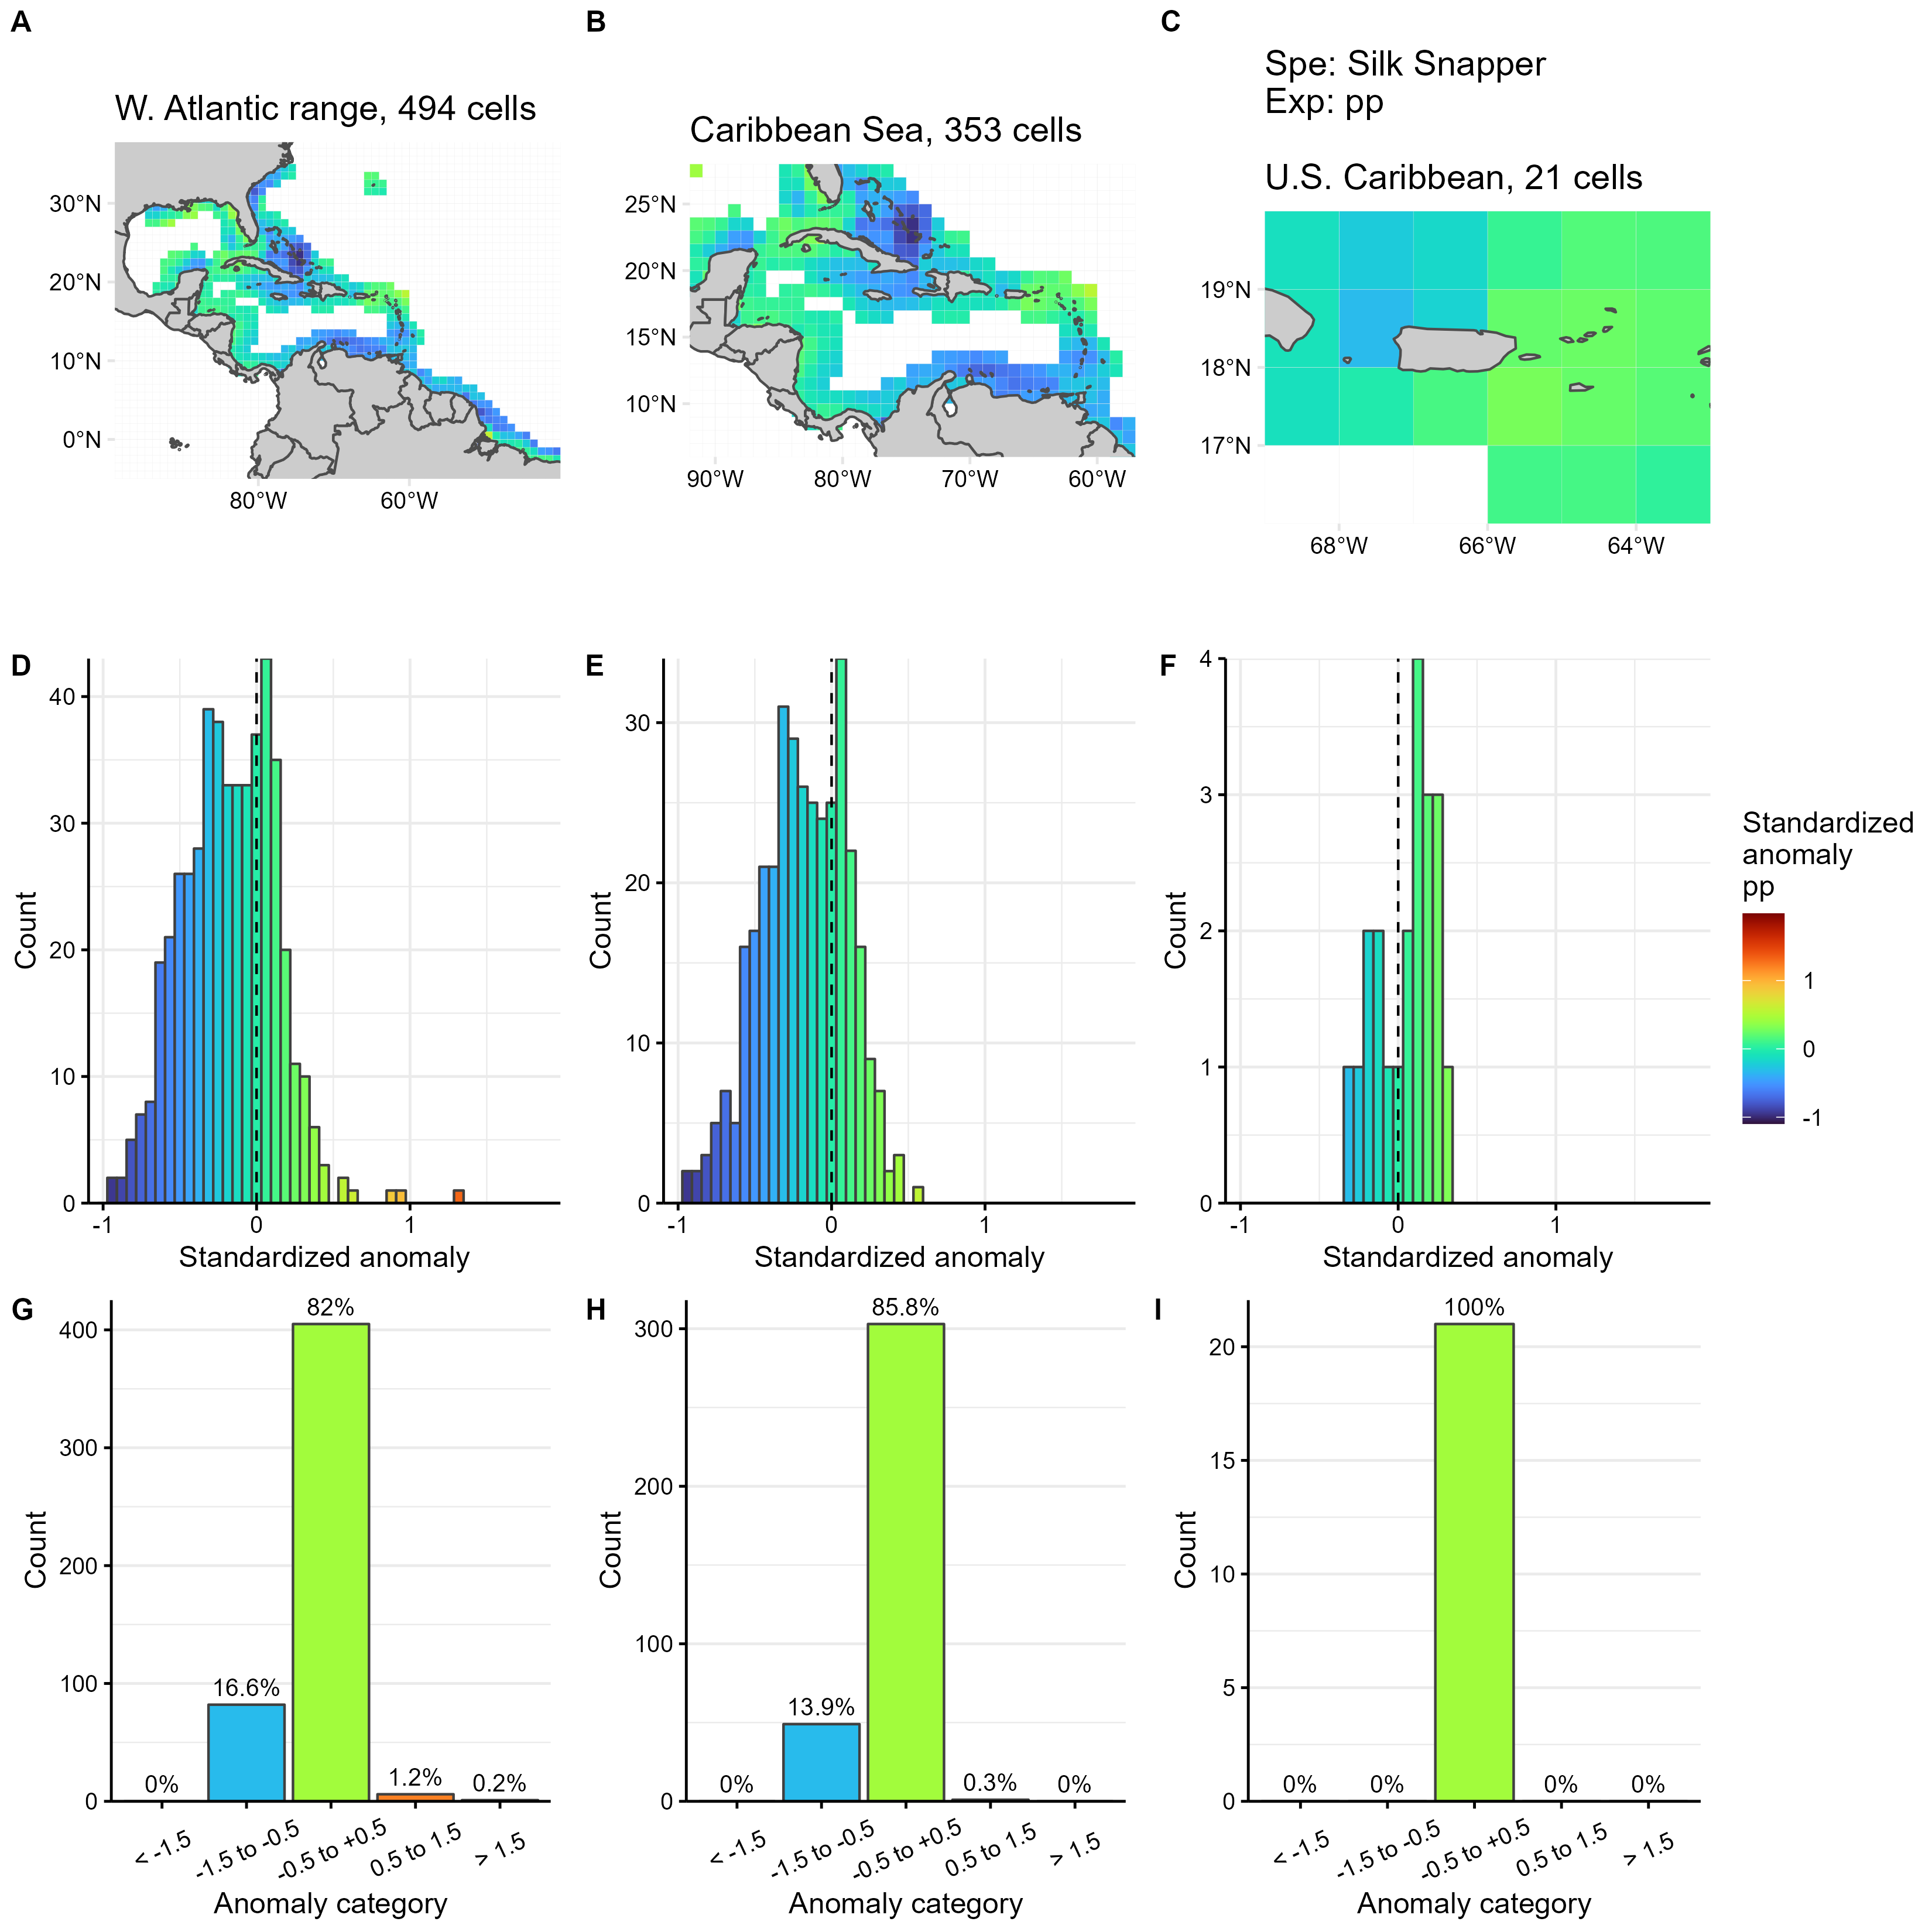 A
B
C
Spe: Silk Snapper
Exp: pp
W. Atlantic range, 494 cells
Caribbean Sea, 353 cells
U.S. Caribbean, 21 cells
30°N
20°N
10°N
0°N
80°W
60°W
25°N
20°N
15°N
10°N
90°W
80°W
70°W
60°W
19°N
18°N
17°N
68°W
66°W
64°W
D
Count
40
30
20
10
0
-1
0
1
Standardized anomaly
E
Count
30
20
10
0
-1
0
1
Standardized anomaly
F
Count
4
3
2
1
0
-1
0
1
Standardized anomaly
Standardized
anomaly
pp
1
0
-1
G
Count
400
300
200
100
0
0%
16.6%
82%
1.2%
0.2%
< -1.5
-1.5 to -0.5
-0.5 to +0.5
0.5 to 1.5
> 1.5
Anomaly category
H
Count
300
200
100
0
0%
13.9%
85.8%
0.3%
0%
< -1.5
-1.5 to -0.5
-0.5 to +0.5
0.5 to 1.5
> 1.5
Anomaly category
I
Count
20
15
10
5
0
0%
0%
100%
0%
0%
< -1.5
-1.5 to -0.5
-0.5 to +0.5
0.5 to 1.5
> 1.5
Anomaly category